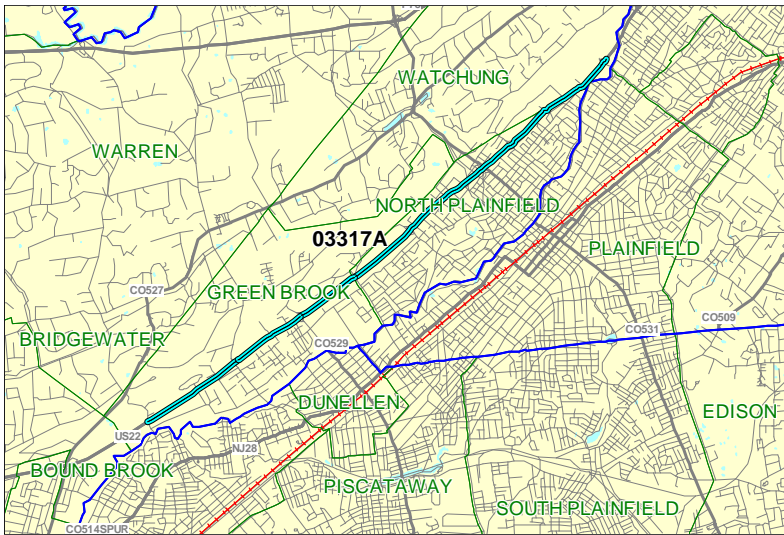 WATCHUNG
WARREN
NORTH PLAINFIELD
03317A
PLAINFIELD
CO527
GREEN BROOK
CO509
CO531
BRIDGEWATER
CO529
DUNELLEN
EDISON
US22
NJ28
BOUND BROOK
PISCATAWAY
SOUTH PLAINFIELD
CO514SPUR